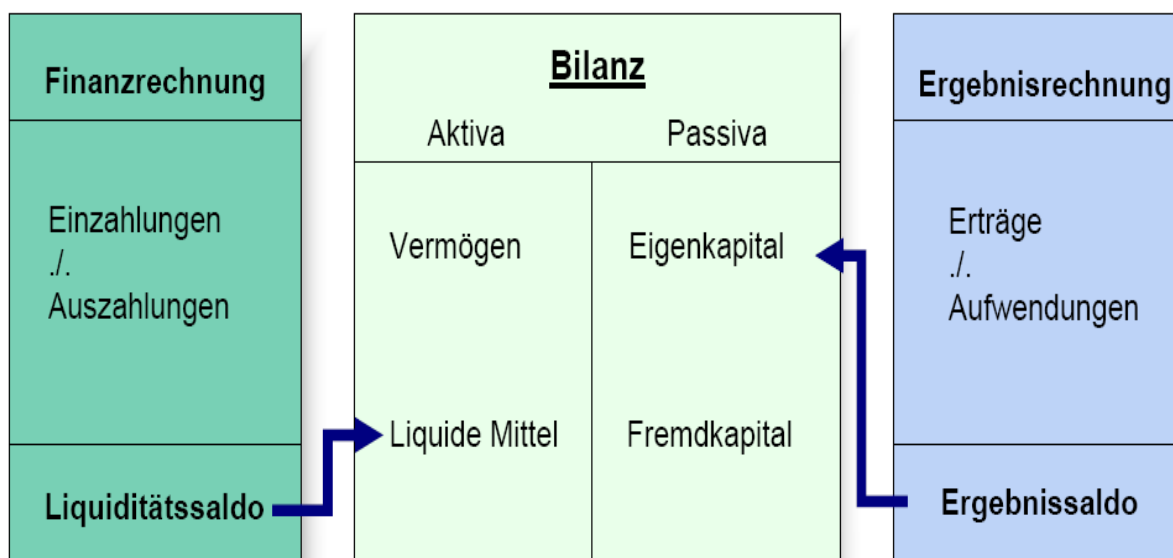 Finanzrechnung
Einzahlungen
./.
Auszahlungen
Liquiditätssaldo
Bilanz
Aktiva Passiva
Vermögen Eigenkapital
Liquide Mittel Fremdkapital
Ergebnisrechnung
Erträge
./.
Aufwendungen
Ergebnissaldo